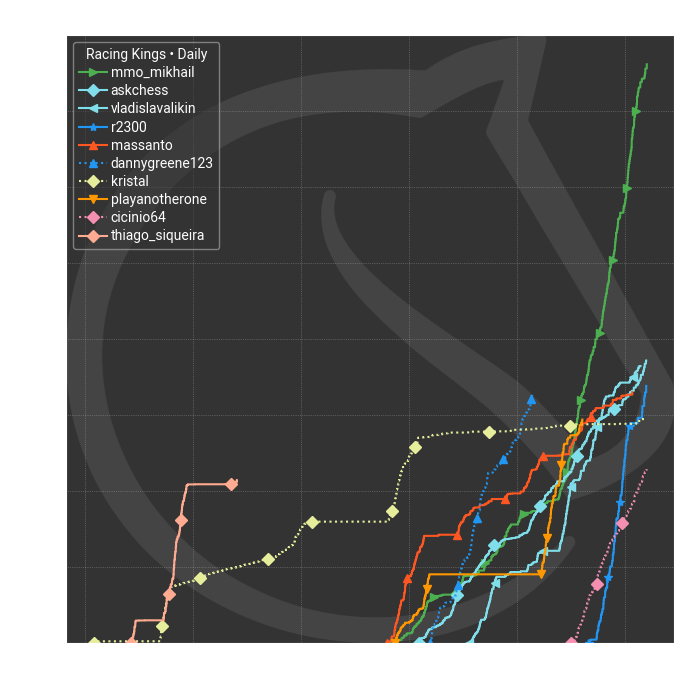 Racing Kings • Daily
mmo_mikhail
askchess
vladislavalikin
r2300
massanto
dannygreene123
kristal
playanotherone
cicinio64
thiago_siqueira